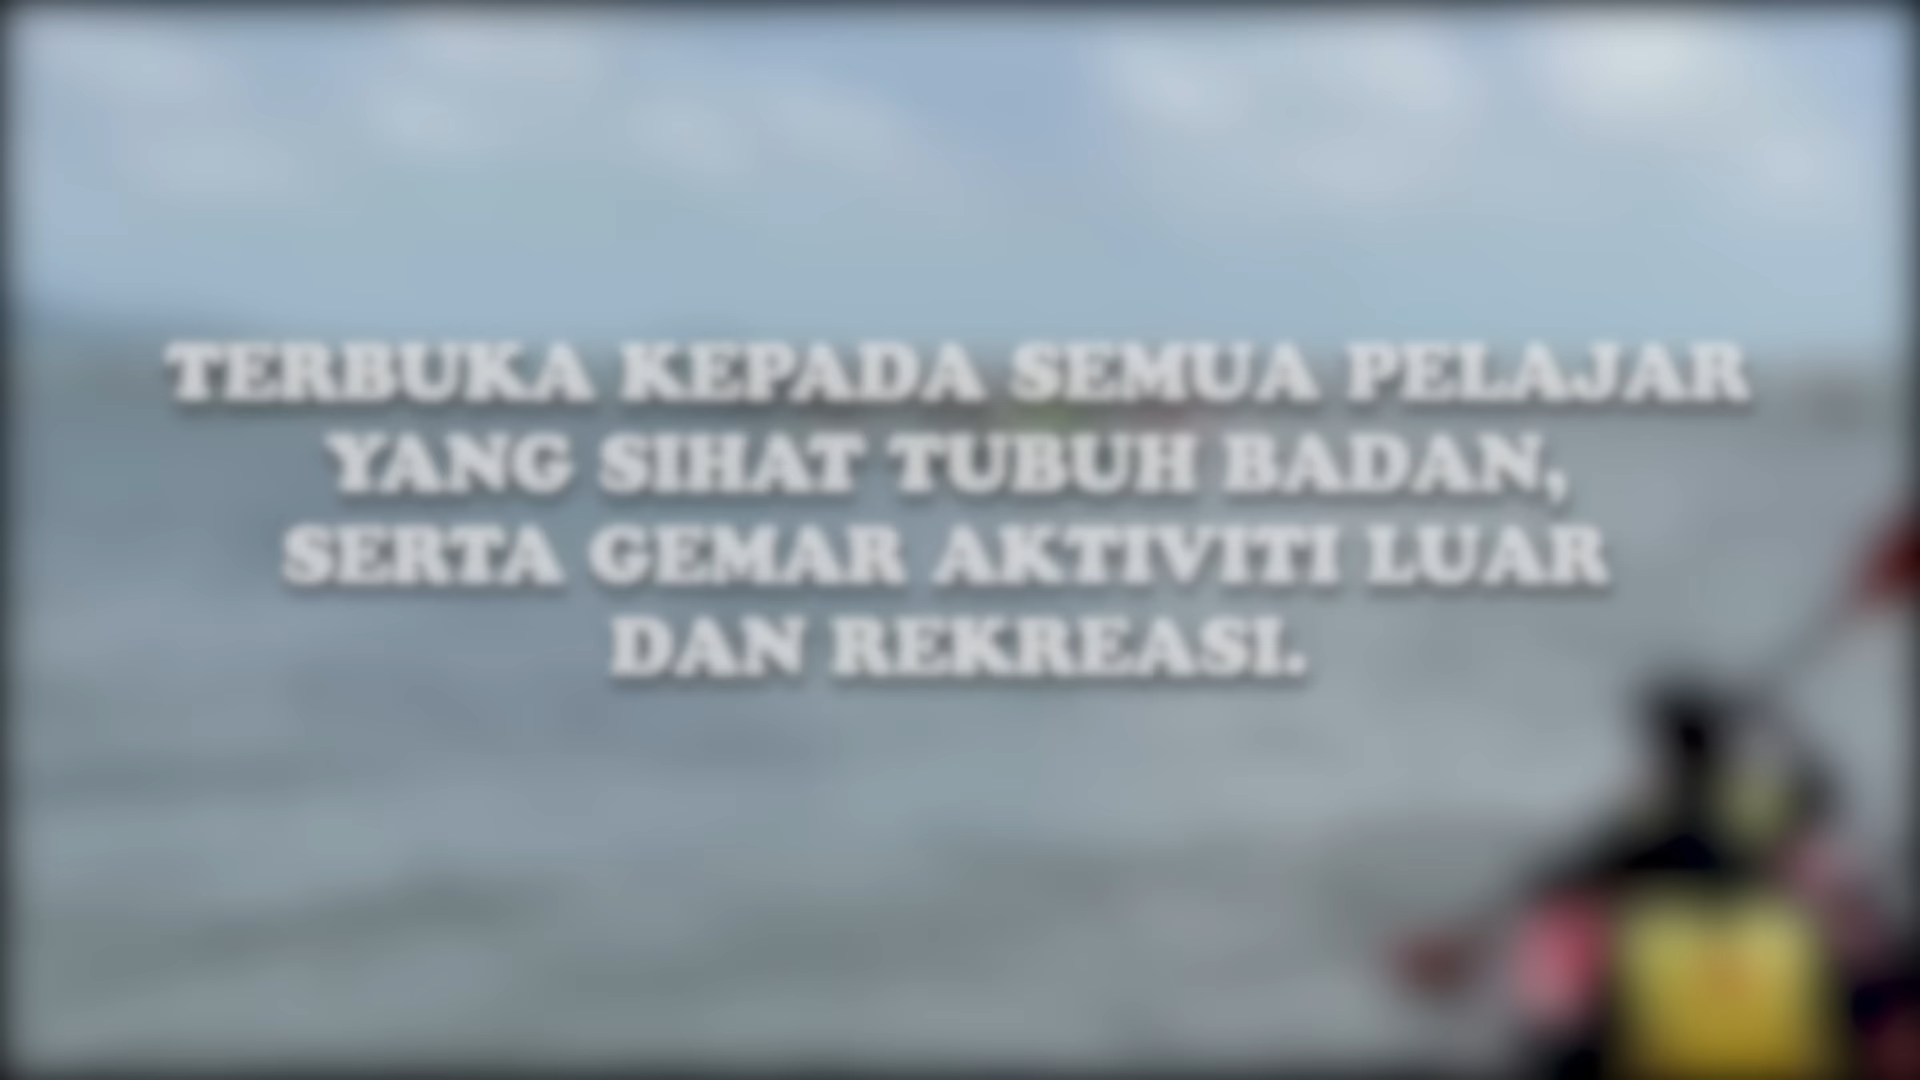 TERBUKA KEPADA SEMUA PELAJAR
YANG SIHAT TUBUH BADAN,
SERTA GEMAR AKTIVITI LUAR
DAN REKREASI.